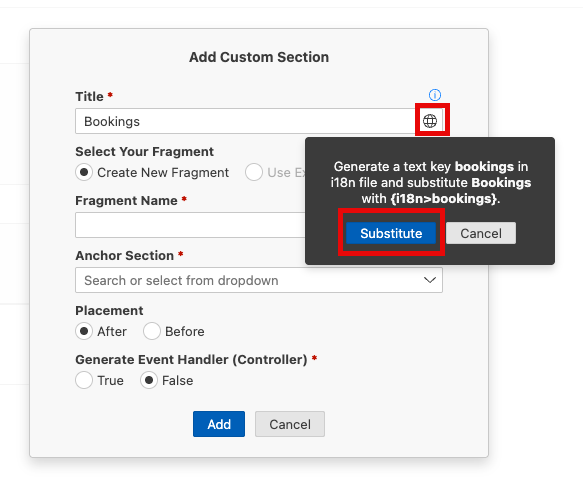 Add Custom Section
Title *
Bookings
Select Your Fragment
Create New Fragment
Use Ex
Generate a text key bookings in
i18n file and substitute Bookings
with {i18n>bookings}.
Substitute
Cancel
Fragment Name *
Anchor Section *
Search or select from dropdown
Placement
After
Before
Generate Event Handler (Controller) *
True
False
Add
Cancel